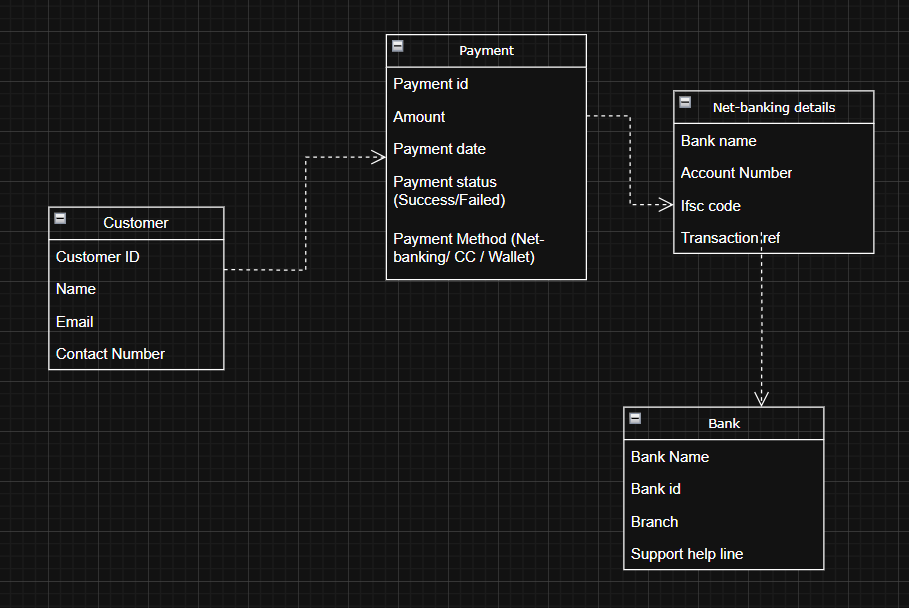 Payment
Payment id
Amount
Payment date
Payment status
(Success/Failed)
Payment Method (Net-
banking/ CC / Wallet)
Net-banking details
Bank name
Account Number
Ifsc code
Transaction ref
Customer
Customer ID
Name
Email
Contact Number
Bank
Bank Name
Bank id
Branch
Support help line